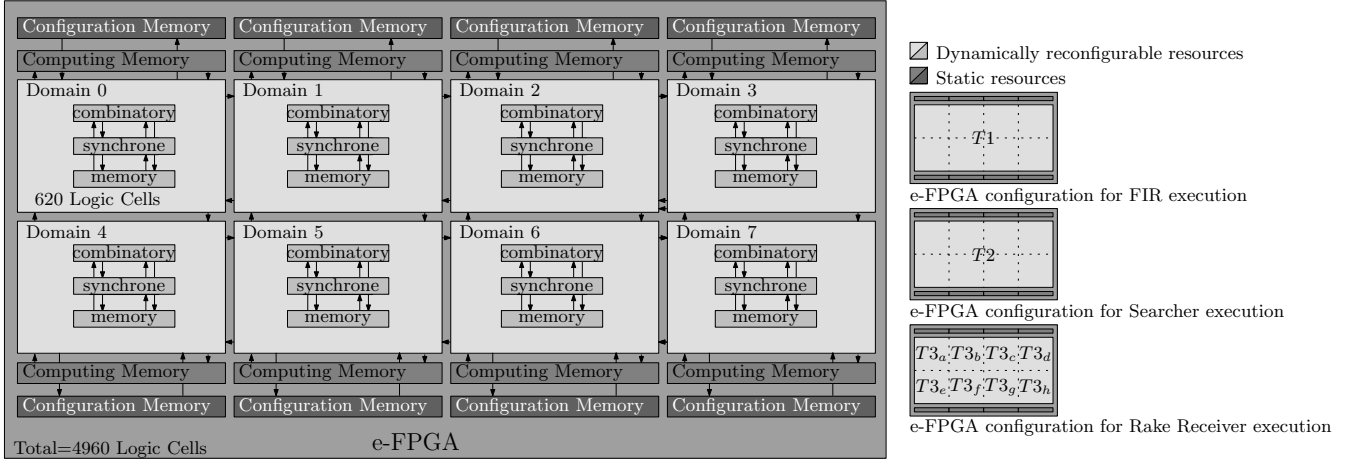 Configuration Memory Configuration Memory Configuration Memory Configuration Memory
Computing Memory Computing Memory Computing Memory Computing Memory
Domain 0 Domain 1 Domain 2 Domain 3
combinatory combinatory combinatory combinatory
synchrone synchrone synchrone synchrone
memory memory memory memory
620 Logic Cells
Domain 4 Domain 5 Domain 6 Domain 7
combinatory combinatory combinatory combinatory
synchrone synchrone synchrone synchrone
memory memory memory memory
Computing Memory Computing Memory Computing Memory Computing Memory
Configuration Memory Configuration Memory Configuration Memory Configuration Memory
Total=4960 Logic Cells
e-FPGA
Dynamically reconfigurable resources
Static resources
T1
e-FPGA configuration for FIR execution
T2
e-FPGA configuration for Searcher execution
T3a T3b T3c T3d
T3e T3f T3g T3h
e-FPGA configuration for Rake Receiver execution